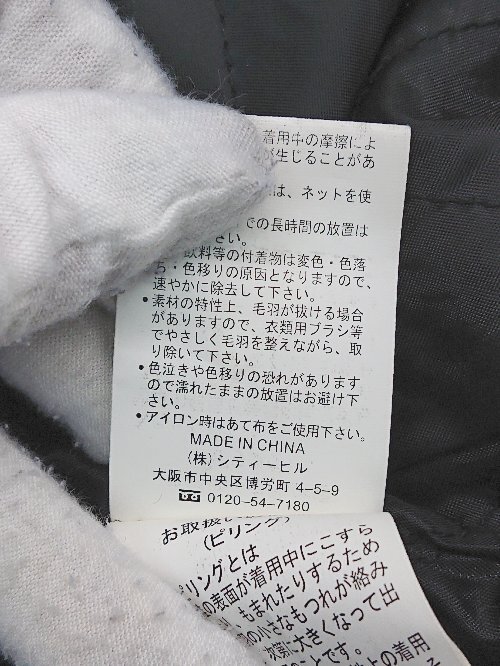 着用中の摩擦によ
が生じることがあ
は、ネットを使
での長時間の放置は
さい。
飲料等の付着物は変色・色落
ち・色移りの原因となりますので、
速やかに除去して下さい。
・素材の特性上、毛羽が抜ける場合
がありますので、衣類用ブラシ等
でやさしく毛羽を整えながら、取
り除いて下さい。
・色泣きや色移りの恐れがあります
ので濡れたままの放置はお避け下
さい。
・アイロン時はあて布をご使用下さい。
MADE IN CHINA
(株)シティーヒル
大阪市中央区博労町 4-5-9
0120-54-7180
お取扱い
(ピリング)
リングとは
の表面が着用中にこすら
もまれたりするため
の小さなもつれが絡み
次第に大きくなって出
とです。
上の着用